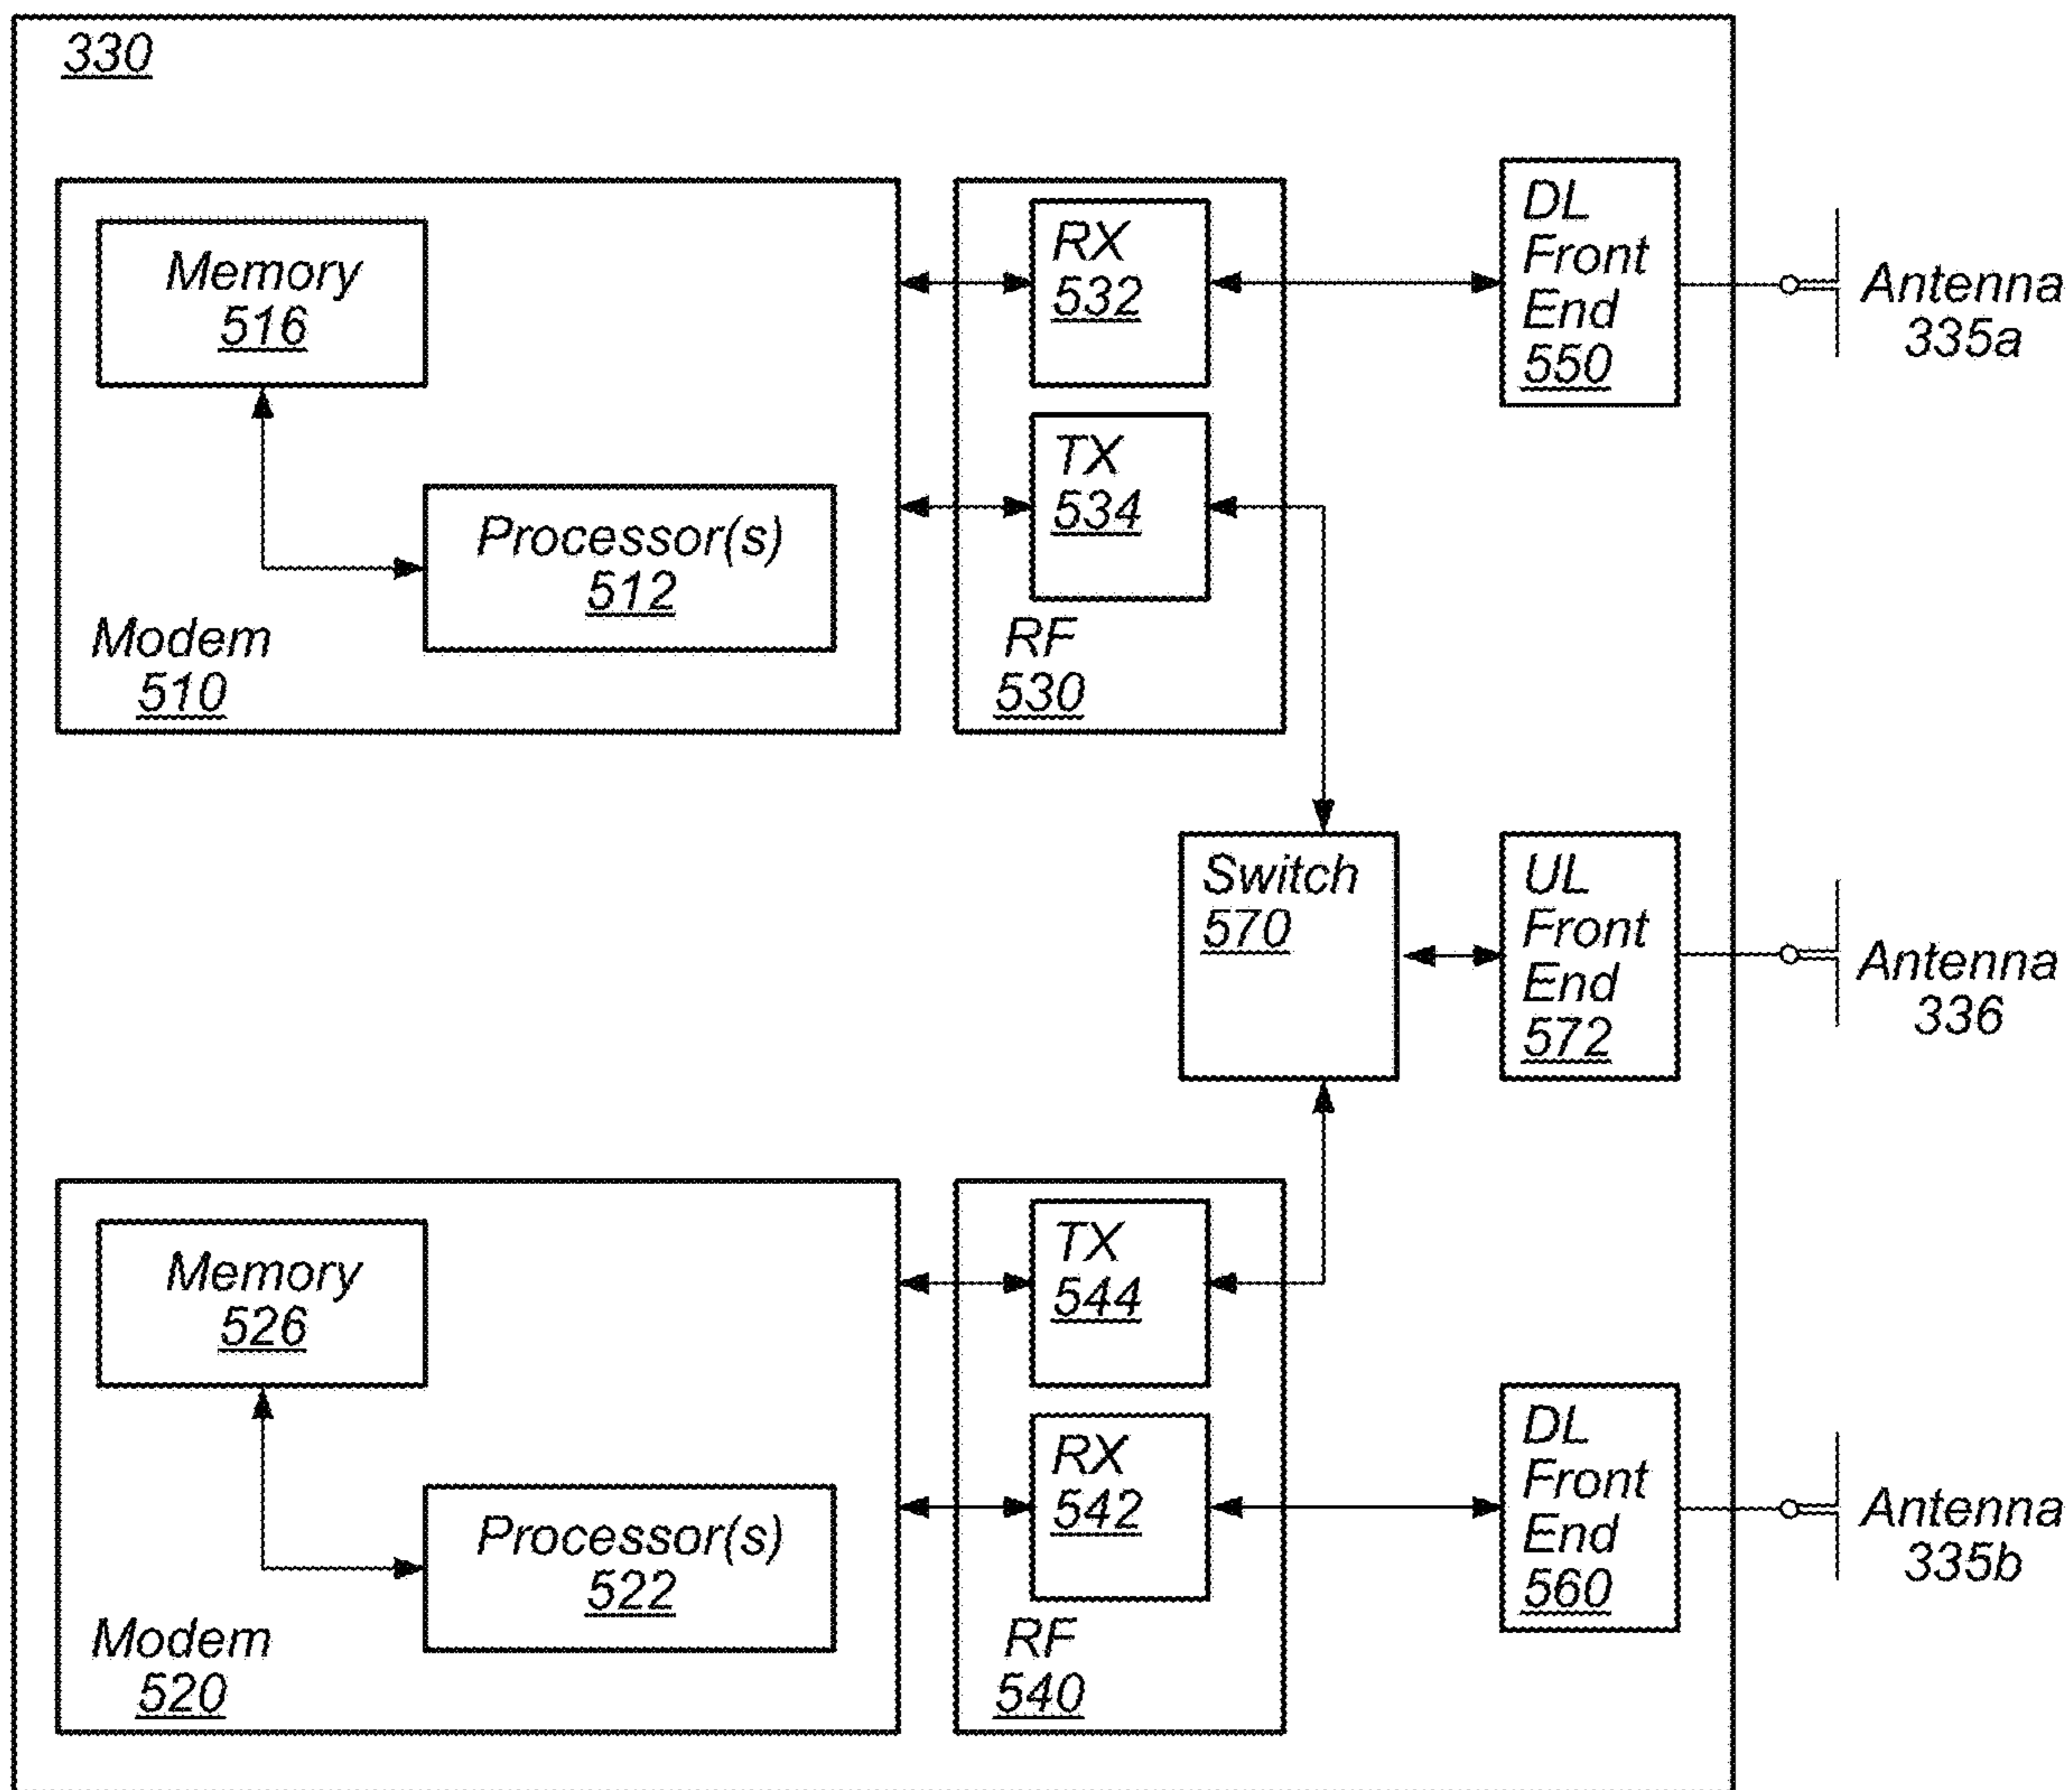 330
Memory
516
Processor(s)
512
Modem
510
RX
532
TX
534
RF
530
DL
Front
End
550
Antenna
335a
Switch
570
UL
Front
End
572
Antenna
336
Memory
526
Processor(s)
522
Modem
520
TX
544
RX
542
RF
540
DL
Front
End
560
Antenna
335b